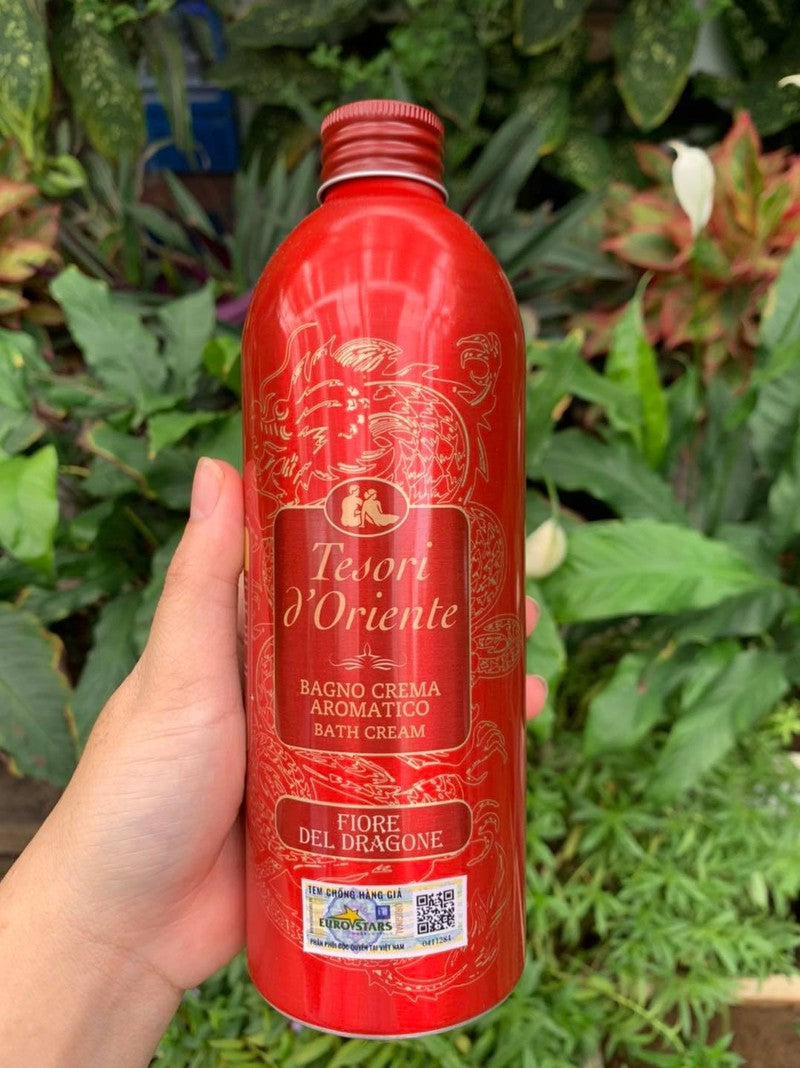 Tesori
d'Oriente
BAGNO CREMA
AROMATICO
BATH CREAM
FIORE
DEL DRAGONE
TEM CHỐNG HÀNG GIẢ
EUROSTARS
PHÂN PHỐI ĐỘC QUYỀN TẠI VIỆT NAM
0411284